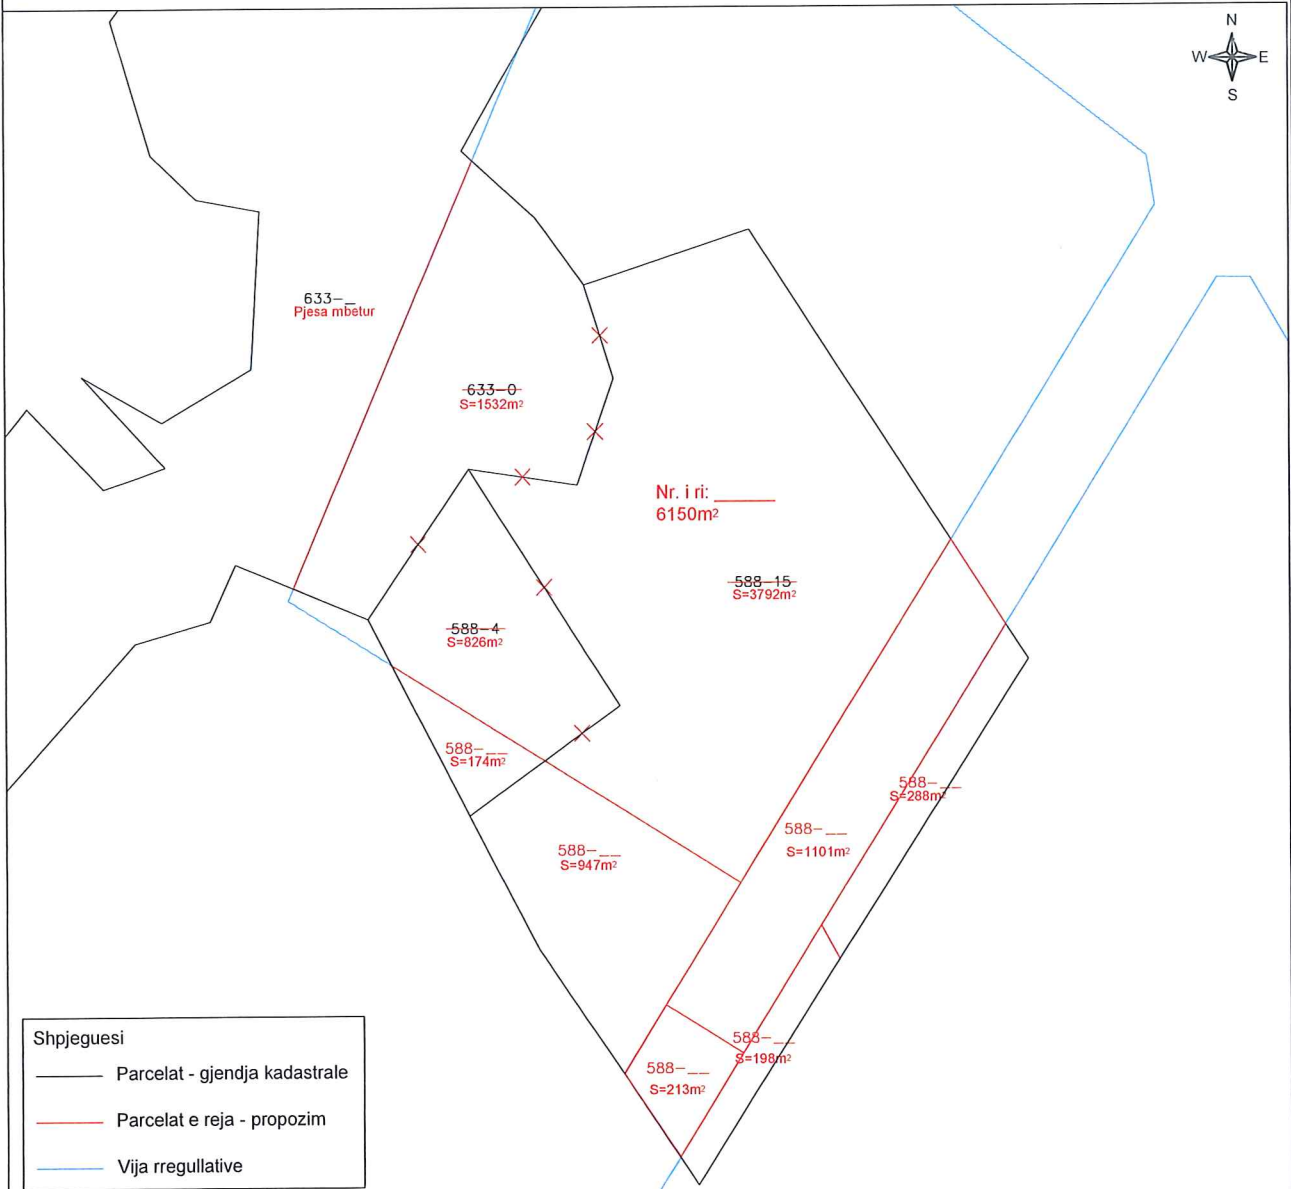 N
W E
S
633-_
Pjesa mbetur
633-0
S=1532m²
Nr. i ri: ______
6150m²
588-15
S=3792m²
588-4
S=826m²
588-__
S=174m²
588-__
S=288m²
588-__
S=1101m²
588-__
S=947m²
588-__
S=198m²
588-__
S=213m²
Shpjeguesi
Parcelat - gjendja kadastrale
Parcelat e reja - propozim
Vija rregullative